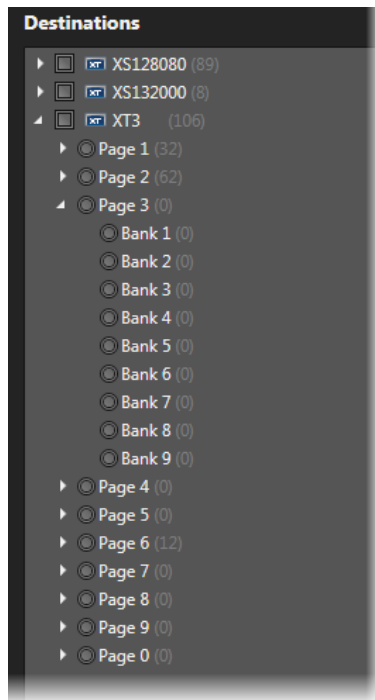 Destinations
XT XS128080 (89)
XT XS132000 (8)
XT XT3 (106)
Page 1 (32)
Page 2 (62)
Page 3 (0)
Bank 1 (0)
Bank 2 (0)
Bank 3 (0)
Bank 4 (0)
Bank 5 (0)
Bank 6 (0)
Bank 7 (0)
Bank 8 (0)
Bank 9 (0)
Page 4 (0)
Page 5 (0)
Page 6 (12)
Page 7 (0)
Page 8 (0)
Page 9 (0)
Page 0 (0)